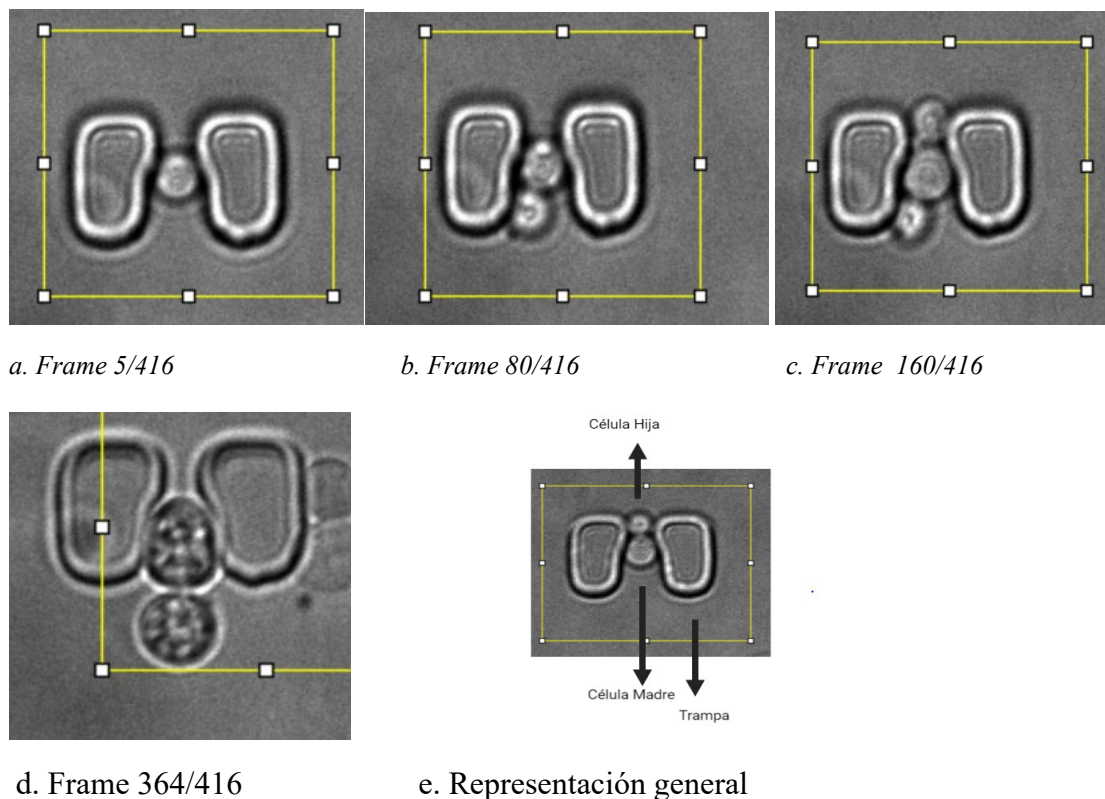 a. Frame 5/416
b. Frame 80/416
c. Frame 160/416
Célula Hija
Célula Madre
Trampa
d. Frame 364/416
e. Representación general